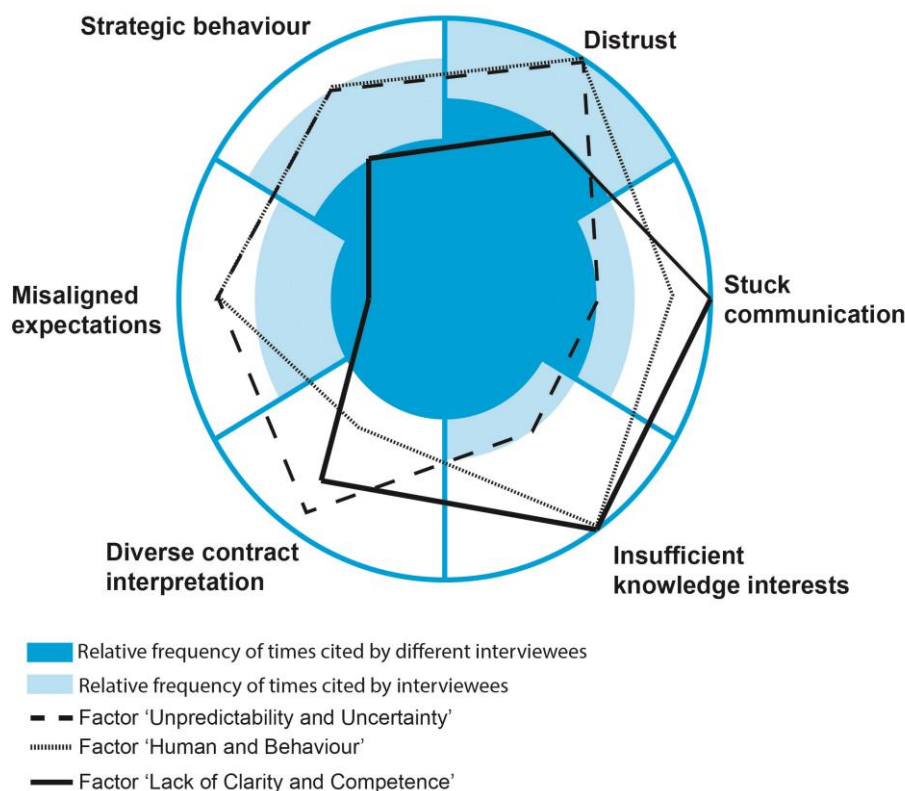 Strategic behaviour
Distrust
Misaligned
expectations
Stuck
communication
Diverse contract
interpretation
Insufficient
knowledge interests
Relative frequency of times cited by different interviewees
Relative frequency of times cited by interviewees
Factor ‘Unpredictability and Uncertainty’
Factor ‘Human and Behaviour’
Factor ‘Lack of Clarity and Competence’